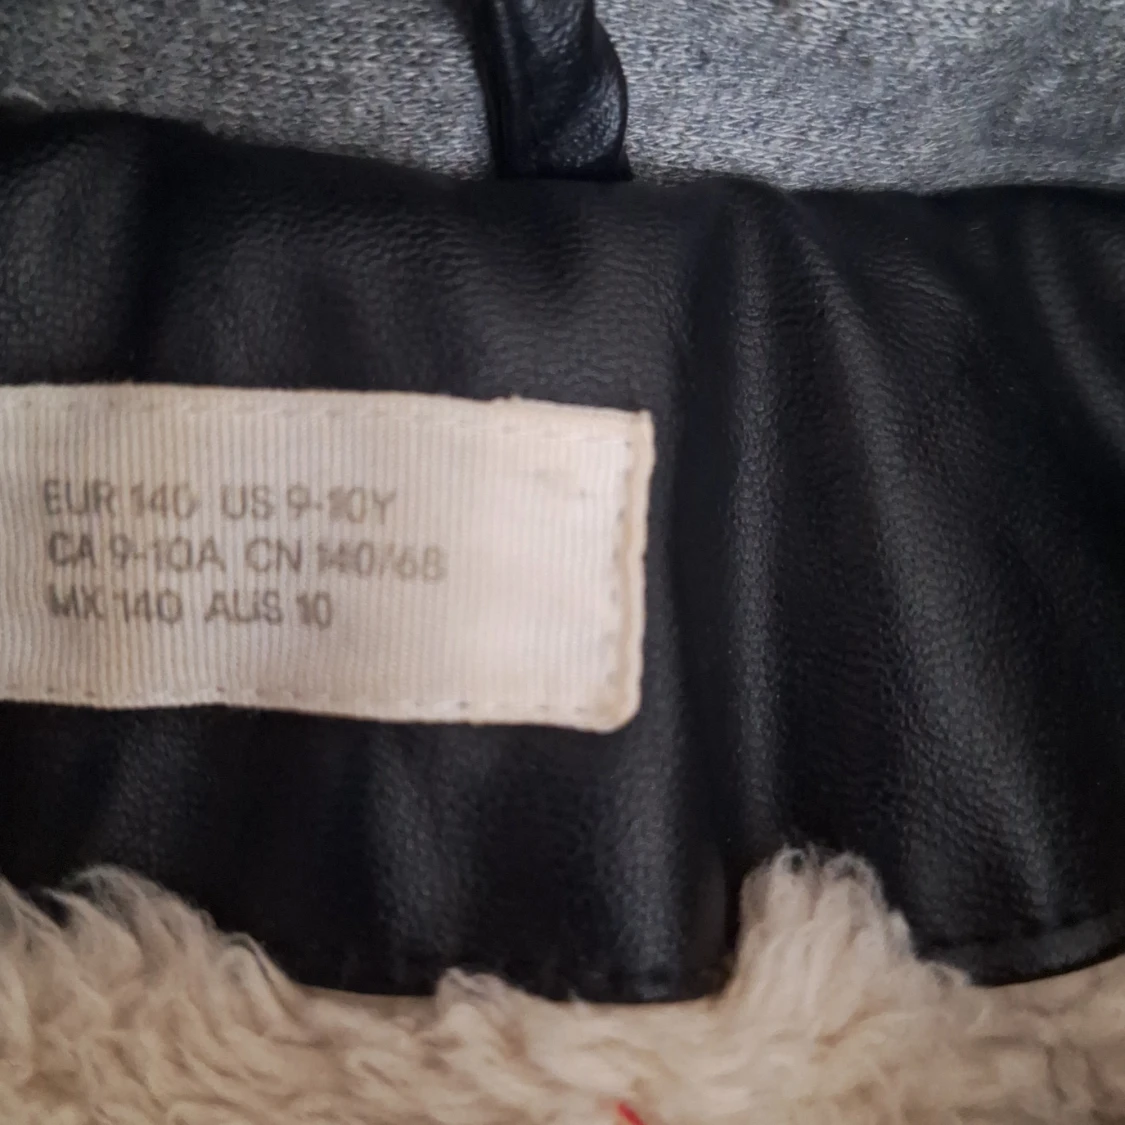 EUR 140 US 9-10Y
CA 9-10A CN 140/68
MX 140 AUS 10